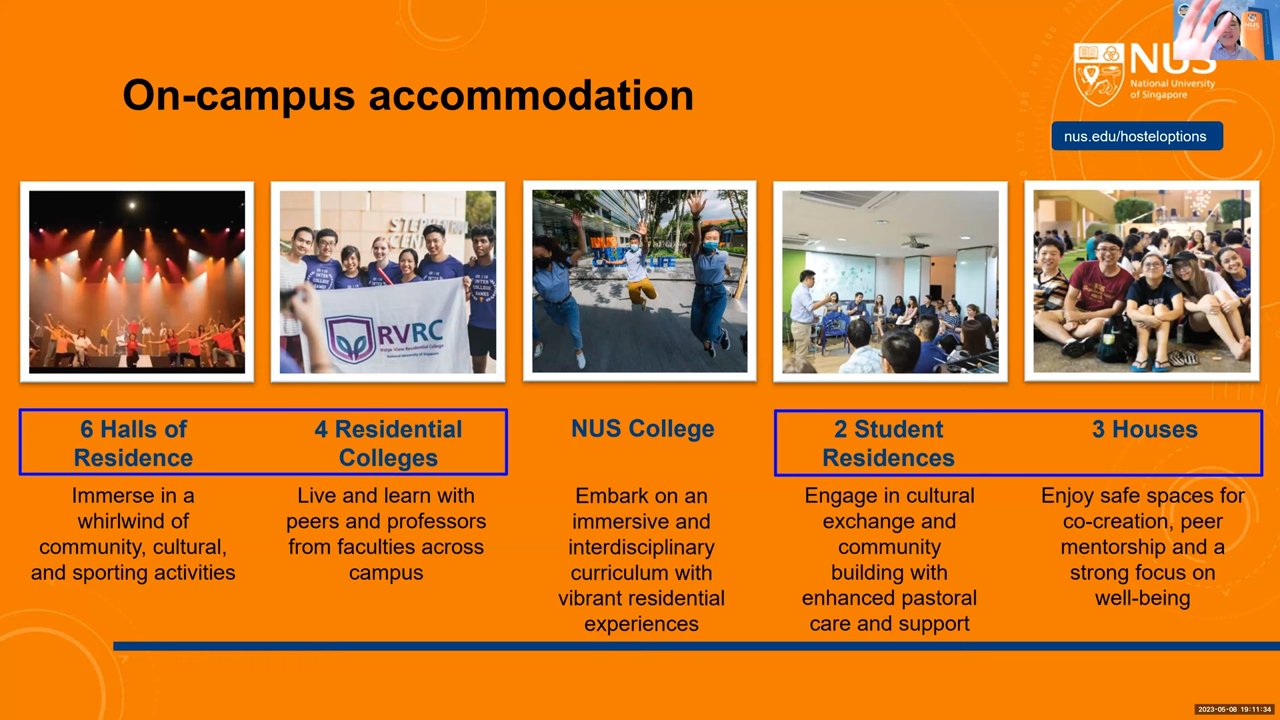 On-campus accommodation
NUS
National University
of Singapore
nus.edu/hosteloptions
RVRC
6 Halls of
Residence
Immerse in a
whirlwind of
community, cultural,
and sporting activities
4 Residential
Colleges
Live and learn with
peers and professors
from faculties across
campus
NUS College
Embark on an
immersive and
interdisciplinary
curriculum with
vibrant residential
experiences
2 Student
Residences
Engage in cultural
exchange and
community
building with
enhanced pastoral
care and support
3 Houses
Enjoy safe spaces for
co-creation, peer
mentorship and a
strong focus on
well-being
2023-05-08 19:11:34